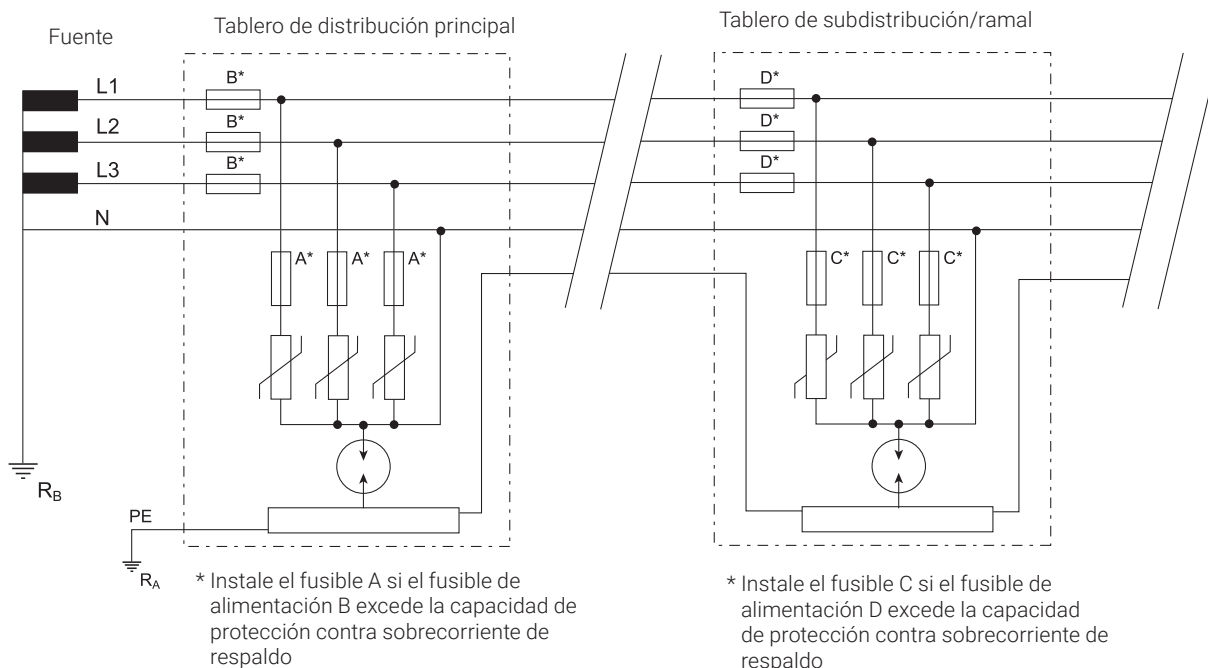 Tablero de distribución principal
Tablero de subdistribución/ramal
Fuente
L1
L2
L3
N
B*
B*
B*
D*
D*
D*
A*
A*
A*
C*
C*
C*
RB
PE
RA
* Instale el fusible A si el fusible de
alimentación B excede la capacidad de
protección contra sobrecorriente de
respaldo
* Instale el fusible C si el fusible de
alimentación D excede la capacidad
de protección contra sobrecorriente de
respaldo